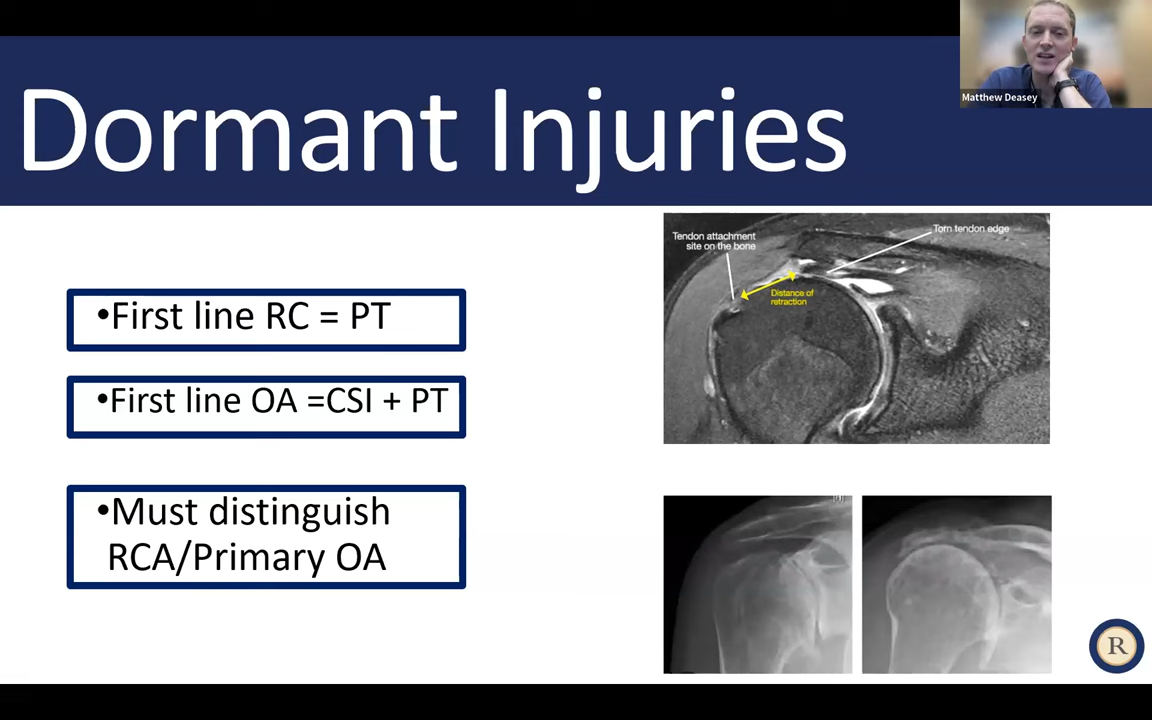 Matthew Deasey
Dormant Injuries
•First line RC = PT
•First line OA =CSI + PT
•Must distinguish
RCA/Primary OA
Tendon attachment
site on the bone
Torn tendon edge
Distance of
retraction
R